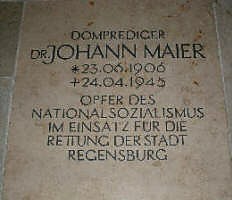 DOMPREDIGER
DR JOHANN MAIER
*23.06.1906
+24.04.1945
OPFER DES
NATIONALSOZIALISMUS
IM EINSATZ FÜR DIE
RETTUNG DER STADT
REGENSBURG